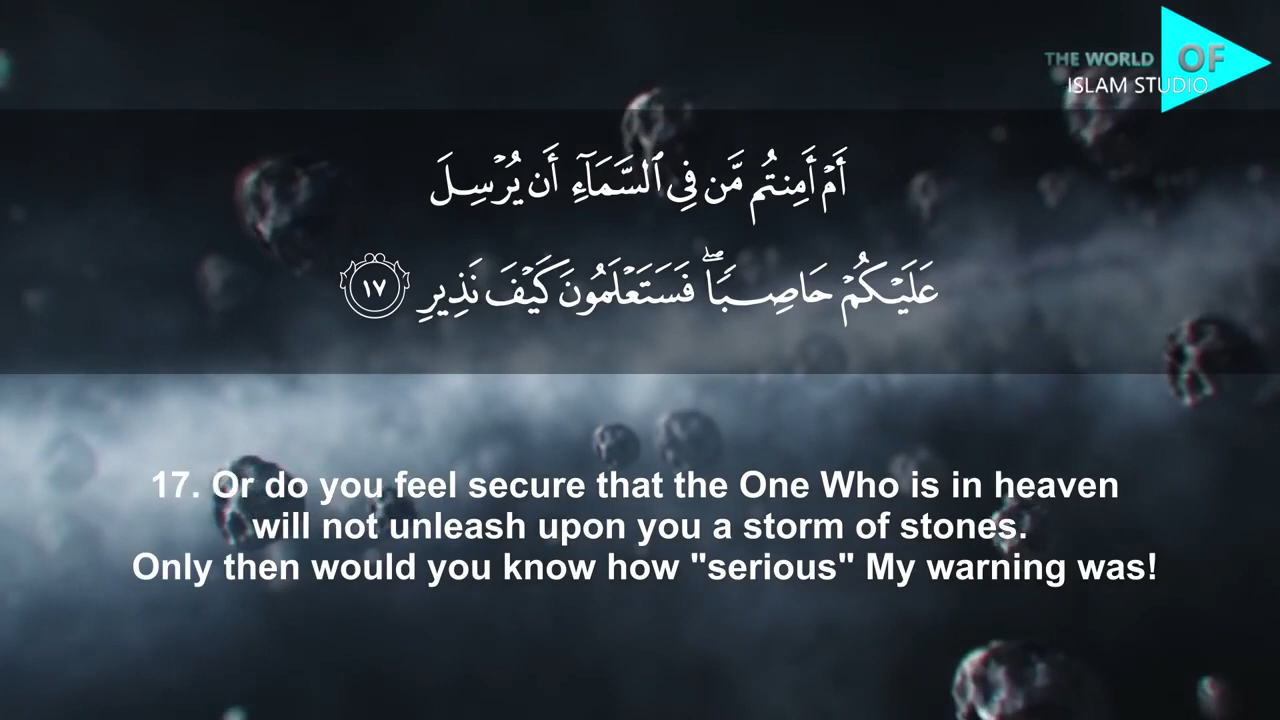 THE WORLD OF
ISLAM STUDIO
أَمْ أَمِنتُم مَّن فِى ٱلسَّمَآءِ أَن يُرْسِلَ
عَلَيْكُمْ حَاصِبًا ۖ فَسَتَعْلَمُونَ كَيْفَ نَذِيرِ ١٧
17. Or do you feel secure that the One Who is in heaven
will not unleash upon you a storm of stones.
Only then would you know how "serious" My warning was!